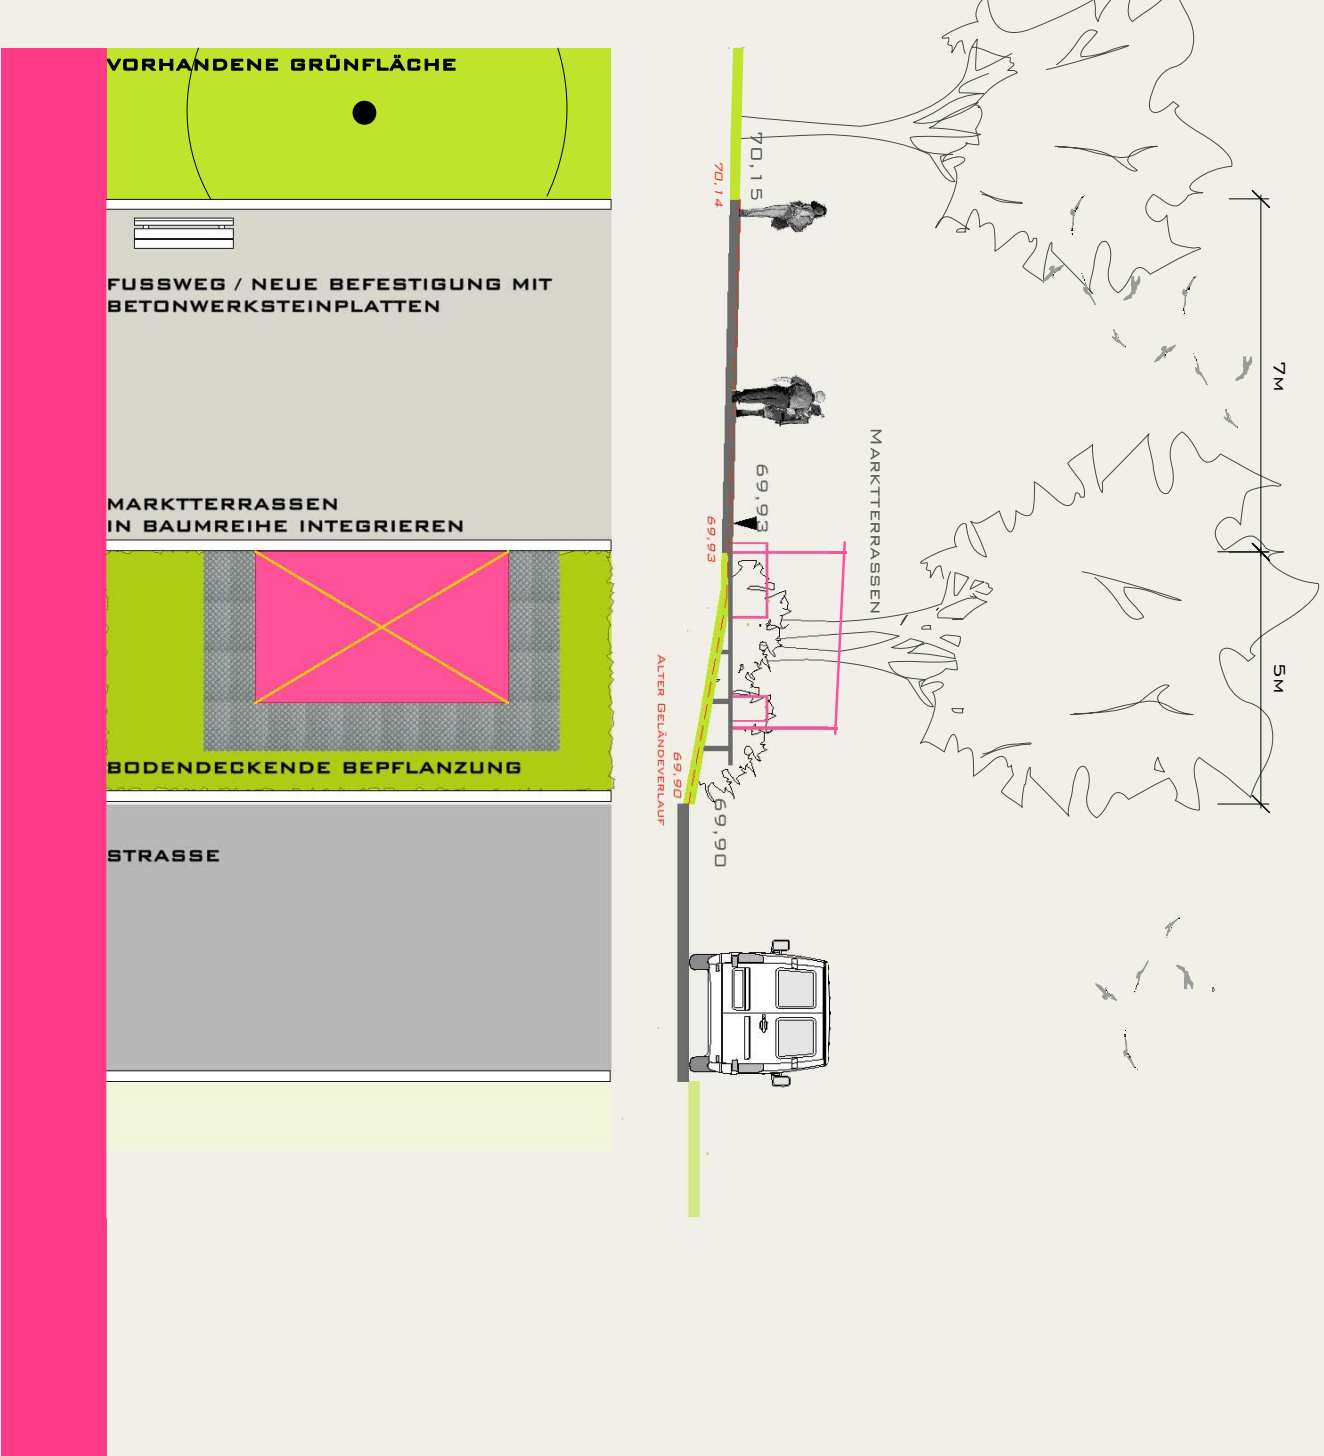 VORHANDENE GRÜNFLÄCHE
FUSSWEG / NEUE BEFESTIGUNG MIT
BETONWERKSTEINPLATTEN
MARKTTERRASSEN
IN BAUMREIHE INTEGRIEREN
BODENDECKENDE BEPFLANZUNG
STRASSE
70,15
70,14
69,93
69,93
MARKTTERRASSEN
ALTER GELÄNDEVERLAUF
69,90
69,90
7M
5M